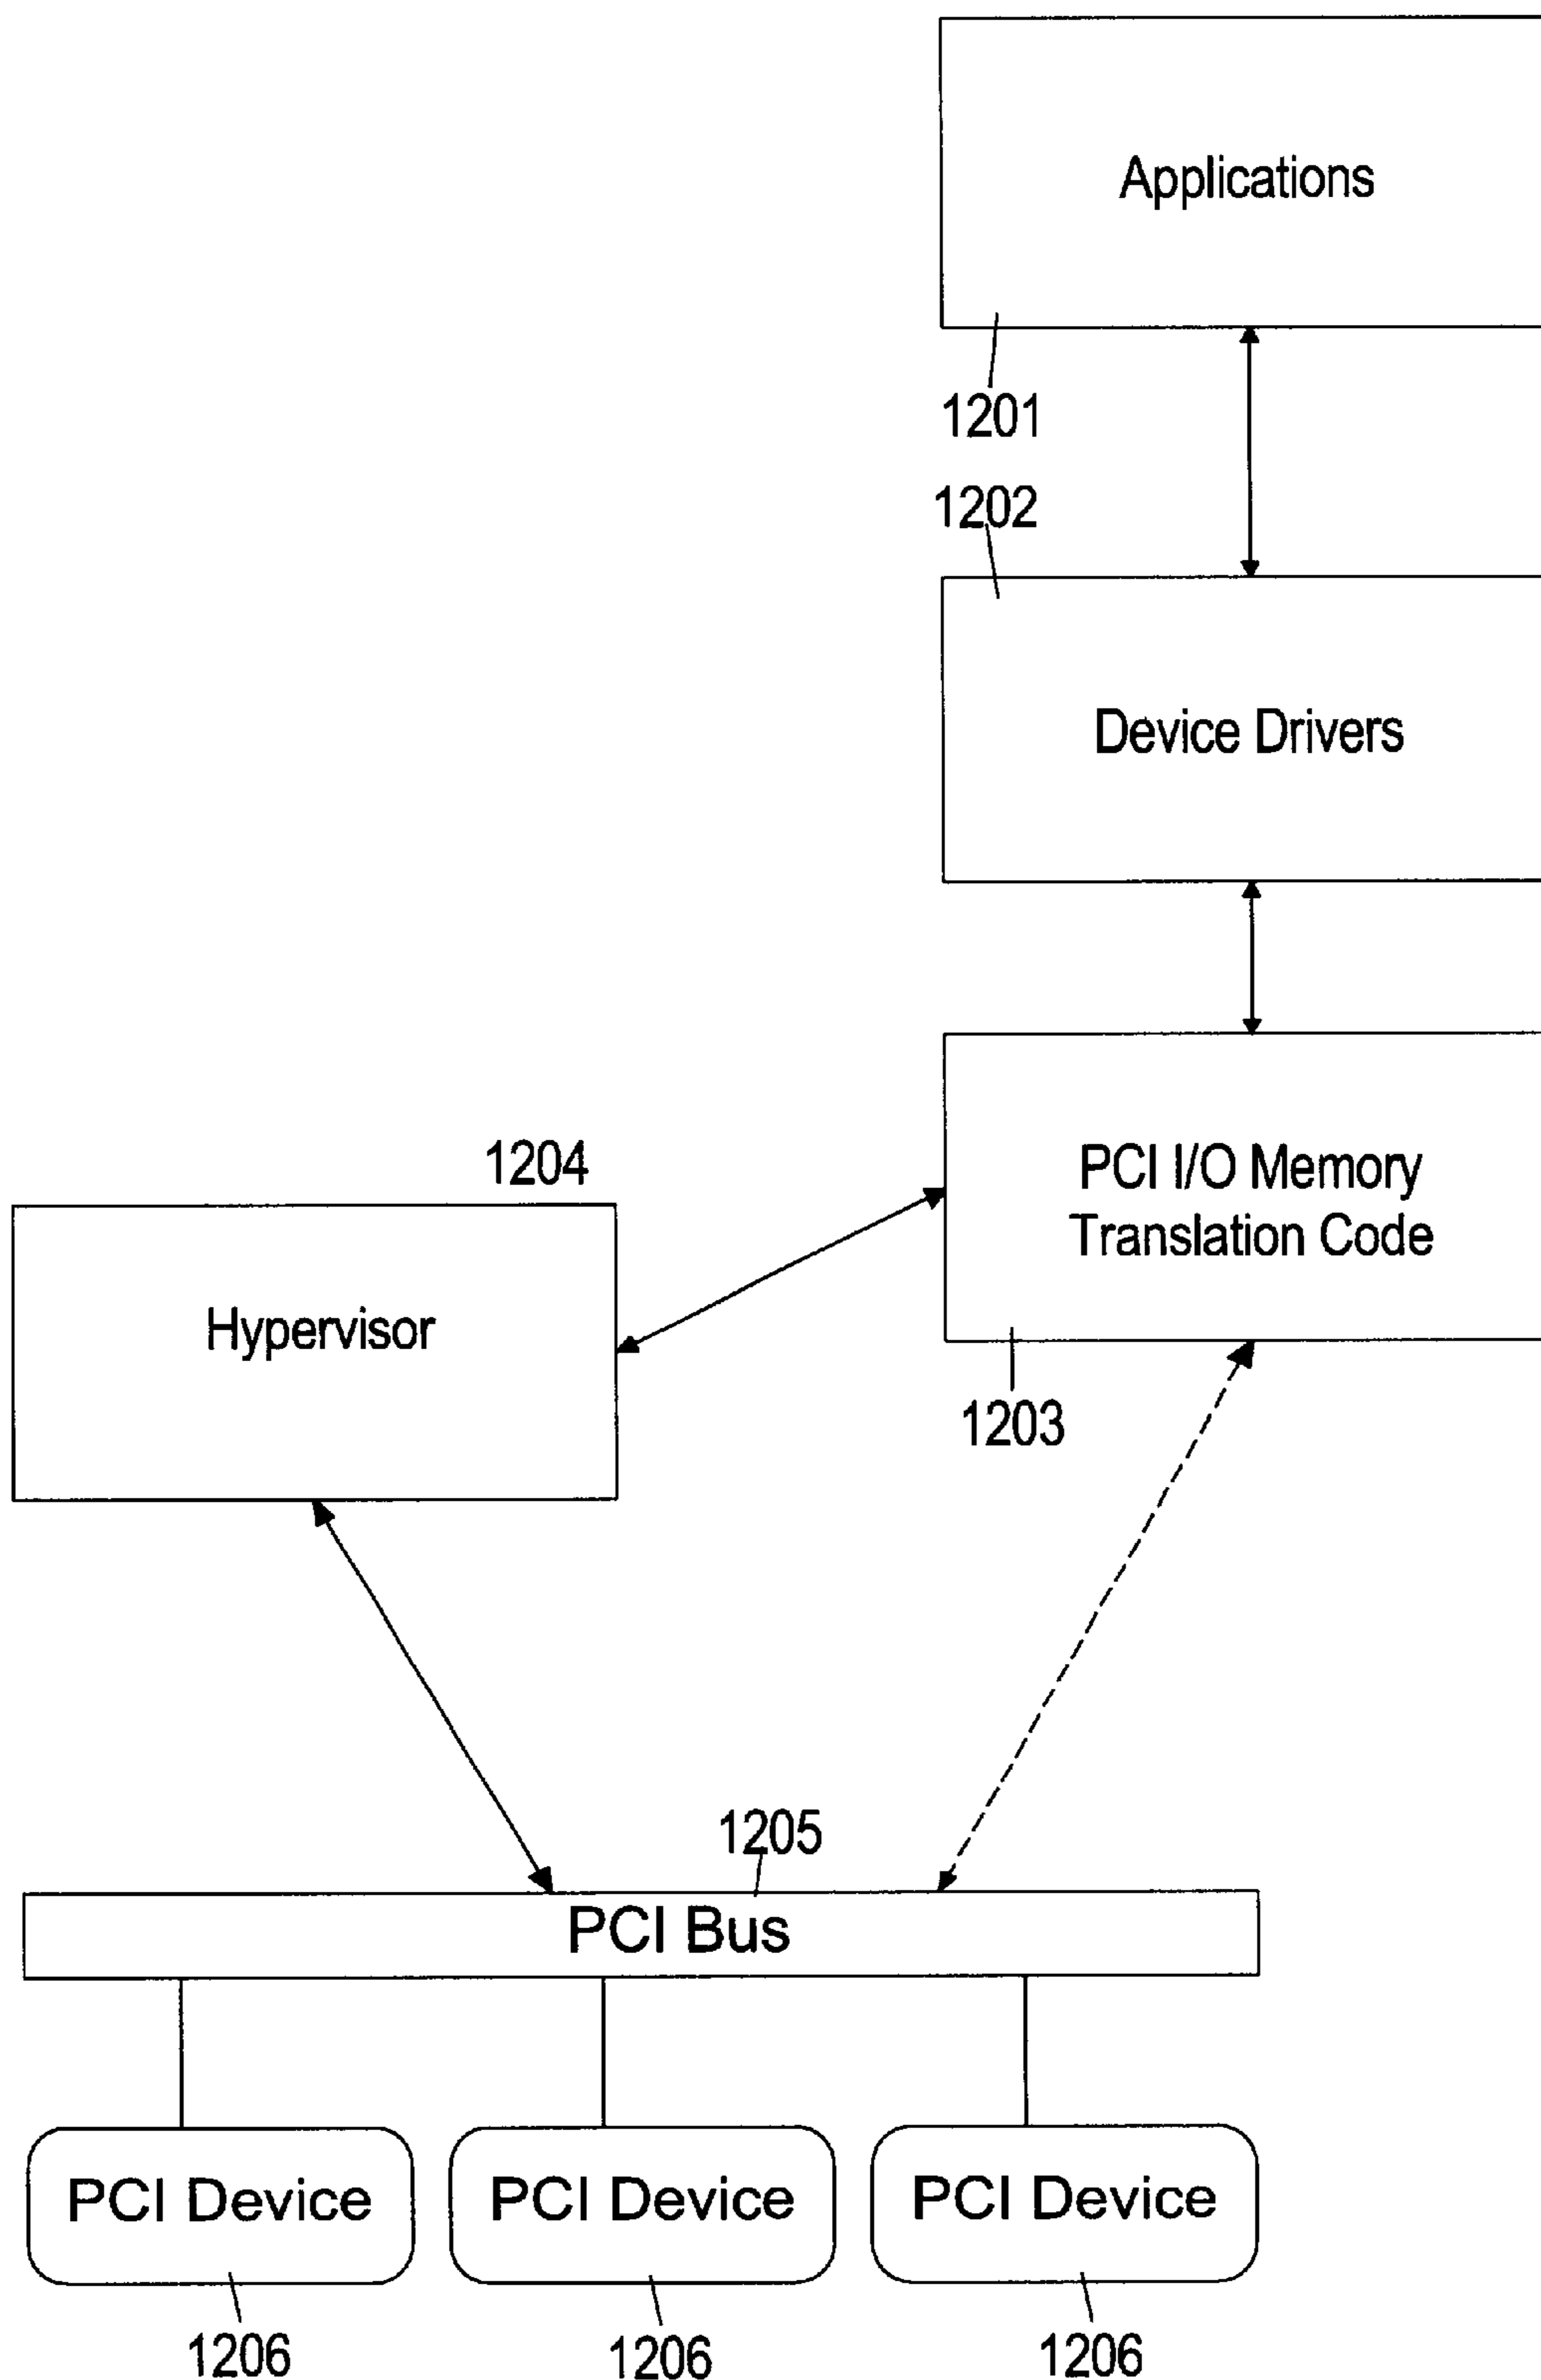 Applications
1201
1202
Device Drivers
PCI I/O Memory
Translation Code
1203
1204
Hypervisor
1205
PCI Bus
PCI Device
PCI Device
PCI Device
1206
1206
1206